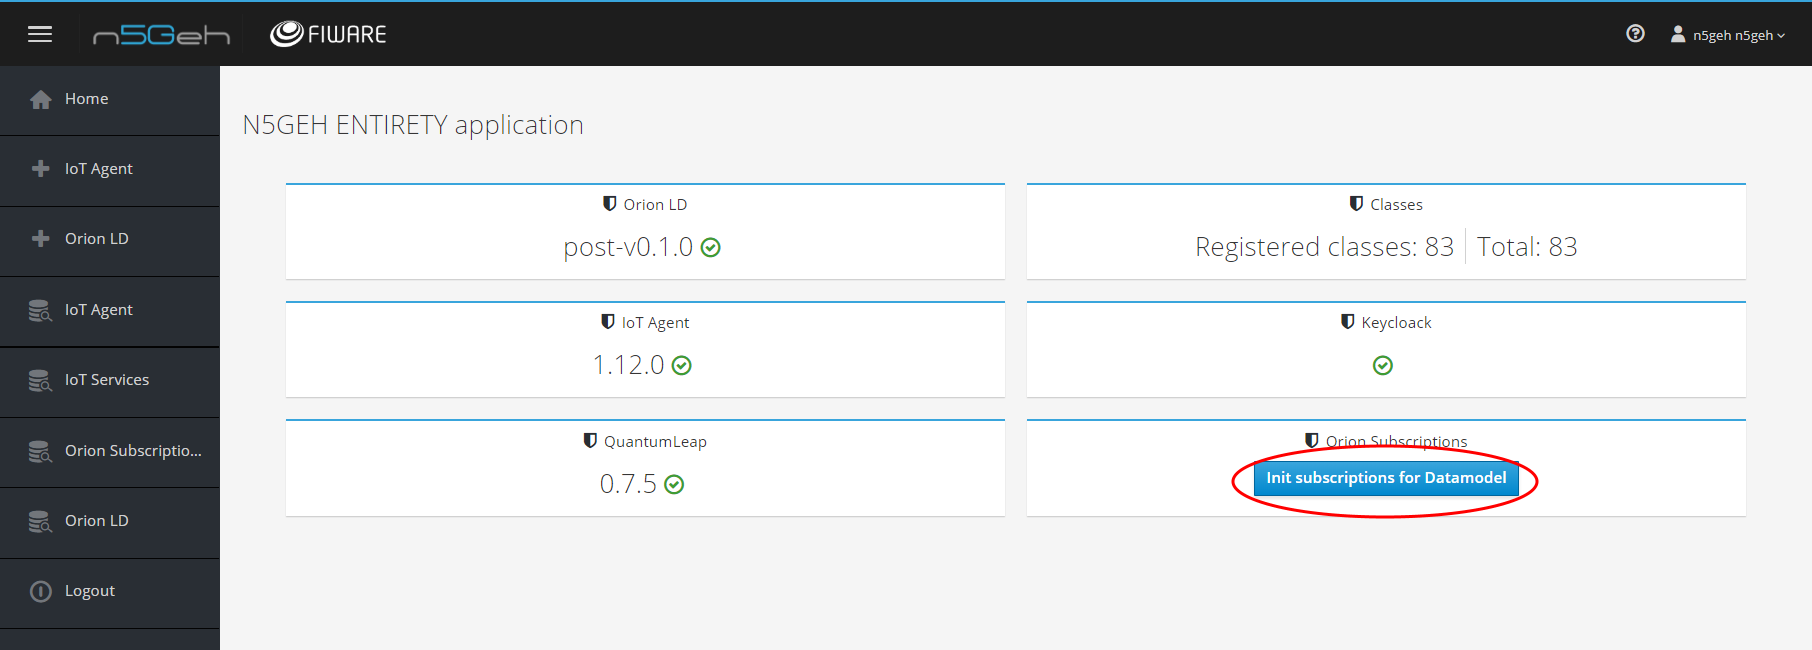 n5Geh
FIWARE
n5geh n5geh
Home
IoT Agent
Orion LD
IoT Agent
IoT Services
Orion Subscriptio...
Orion LD
Logout
N5GEH ENTIRETY application
Orion LD
post-v0.1.0
Classes
Registered classes: 83 Total: 83
IoT Agent
1.12.0
Keycloack
QuantumLeap
0.7.5
Orion Subscriptions
Init subscriptions for Datamodel